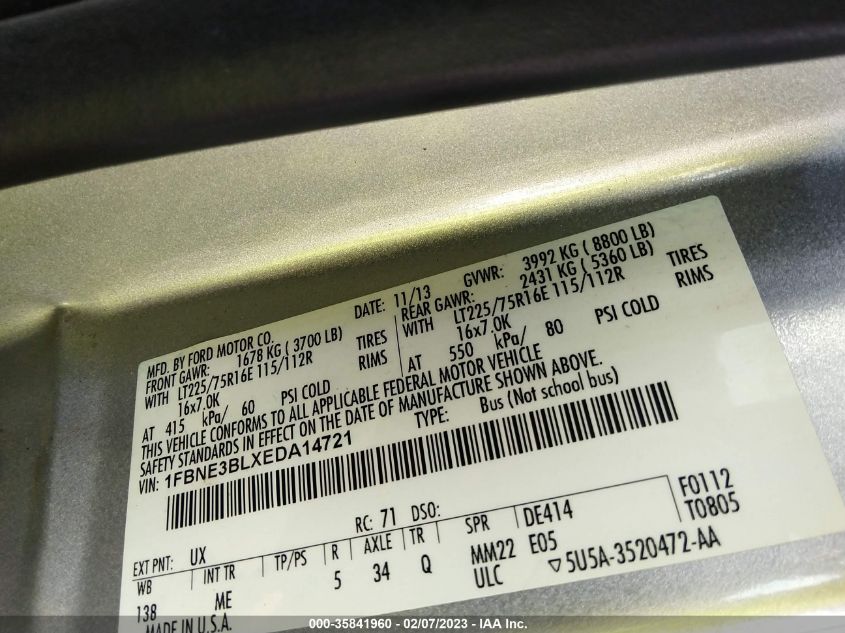 MFD. BY FORD MOTOR CO.
DATE: 11/13 GVWR: 3992 KG ( 8800 LB)
FRONT GAWR: 1678 KG ( 3700 LB) REAR GAWR: 2431 KG ( 5360 LB)
WITH LT225/75R16E 115/112R TIRES WITH LT225/75R16E 115/112R TIRES
16x7.0K RIMS 16x7.0K RIMS
AT 415 kPa/ 60 PSI COLD AT 550 kPa/ 80 PSI COLD
THIS VEHICLE CONFORMS TO ALL APPLICABLE FEDERAL MOTOR VEHICLE
SAFETY STANDARDS IN EFFECT ON THE DATE OF MANUFACTURE SHOWN ABOVE.
VIN: 1FBNE3BLXEDA14721 TYPE: Bus (Not school bus)
F0112
T0805
EXT PNT: UX RC: 71 DSO:
WB INT TR TP/PS R AXLE TR SPR DE414
138 ME 5 34 Q MM22 E05
ULC 5U5A-3520472-AA
MADE IN U.S.A.
000-35841960 - 02/07/2023 - IAA Inc.